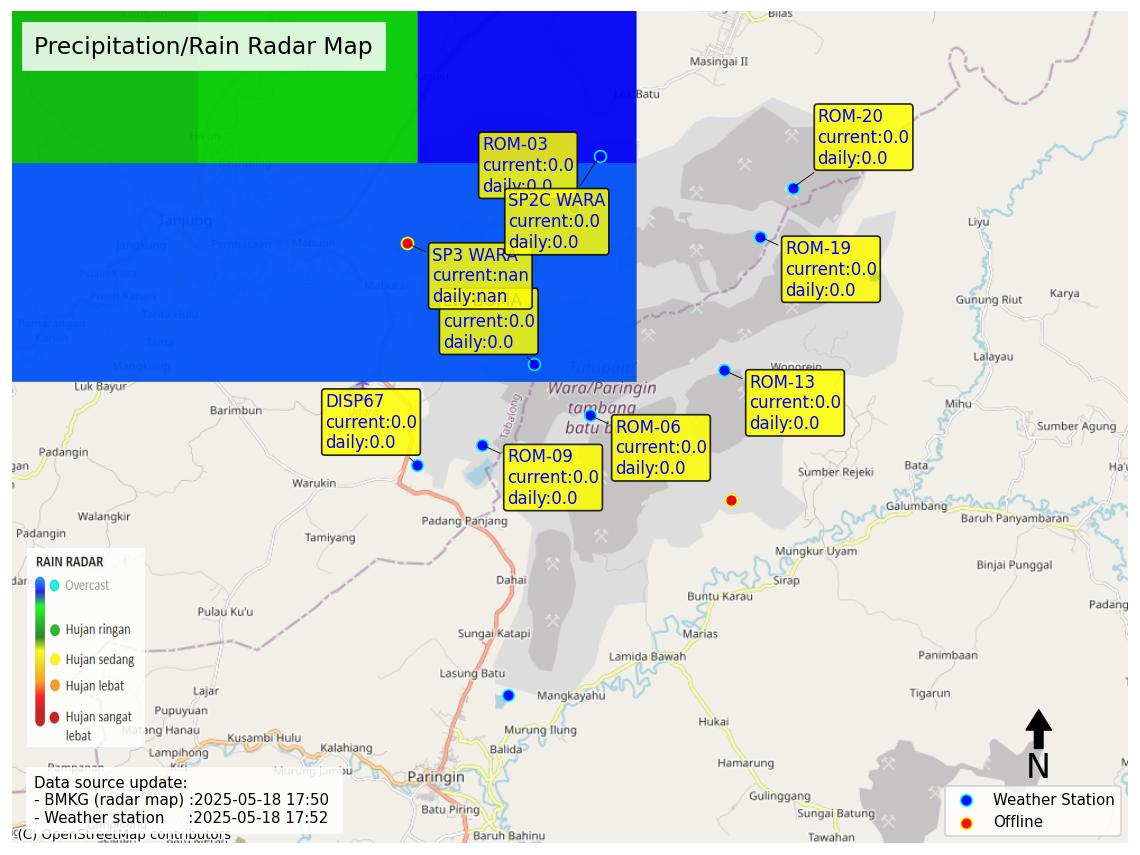 Precipitation/Rain Radar Map
Bilas
Masingai II
Batu
ROM-20
current:0.0
daily:0.0
ROM-03
current:0.0
daily:0.0
SP2C WARA
current:0.0
daily:0.0
Tanjung
Liyu
ROM-19
current:0.0
daily:0.0
SP3 WARA
current:nan
daily:nan
current:0.0
daily:0.0
Gunung Riut
Karya
Lalayau
Wonorejo
Wara/Paringin
tambang
batu
Tabalong
Luk Bayur
Barimbun
DISP67
current:0.0
daily:0.0
ROM-13
current:0.0
daily:0.0
ROM-06
current:0.0
daily:0.0
ROM-09
current:0.0
daily:0.0
Mihu
Sumber Agung
Padangin
Warukin
Sumber Rejeki
Bata
Ha'u
Galumbang
Baruh Panyambaran
Walangkir
Padang Panjang
Padangin
Tamiyang
Mungkur Uyam
Binjai Punggal
RAIN RADAR
Overcast
Hujan ringan
Hujan sedang
Hujan lebat
Hujan sangat
lebat
Dahai
Sirap
Buntu Karau
Padang
Pulau Ku'u
Sungai Katapi
Marias
Lamida Bawah
Panimbaan
Lasung Batu
Lajar
Mangkayahu
Tigarun
Pupuyuan
Matang Hanau
Hukai
Murung Ilung
Kusambi Hulu
Kalahiang
Balida
Lampihong
Hamarung
Murung Jambu
Paringin
Gulinggang
Batu Piring
Sungai Batung
Baruh Bahinu
Tawahan
N
Data source update:
- BMKG (radar map) :2025-05-18 17:50
- Weather station :2025-05-18 17:52
(C) OpenStreetMap contributors
Weather Station
Offline